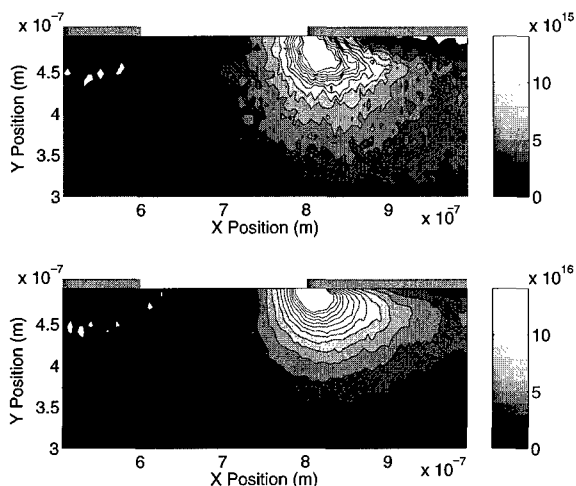 x 10⁻⁷
x 10¹⁵
Y Position (m)
4.5
4
3.5
3
6
7
8
9
x 10⁻⁷
X Position (m)
10
5
0
x 10⁻⁷
x 10¹⁶
Y Position (m)
4.5
4
3.5
3
6
7
8
9
x 10⁻⁷
X Position (m)
10
5
0